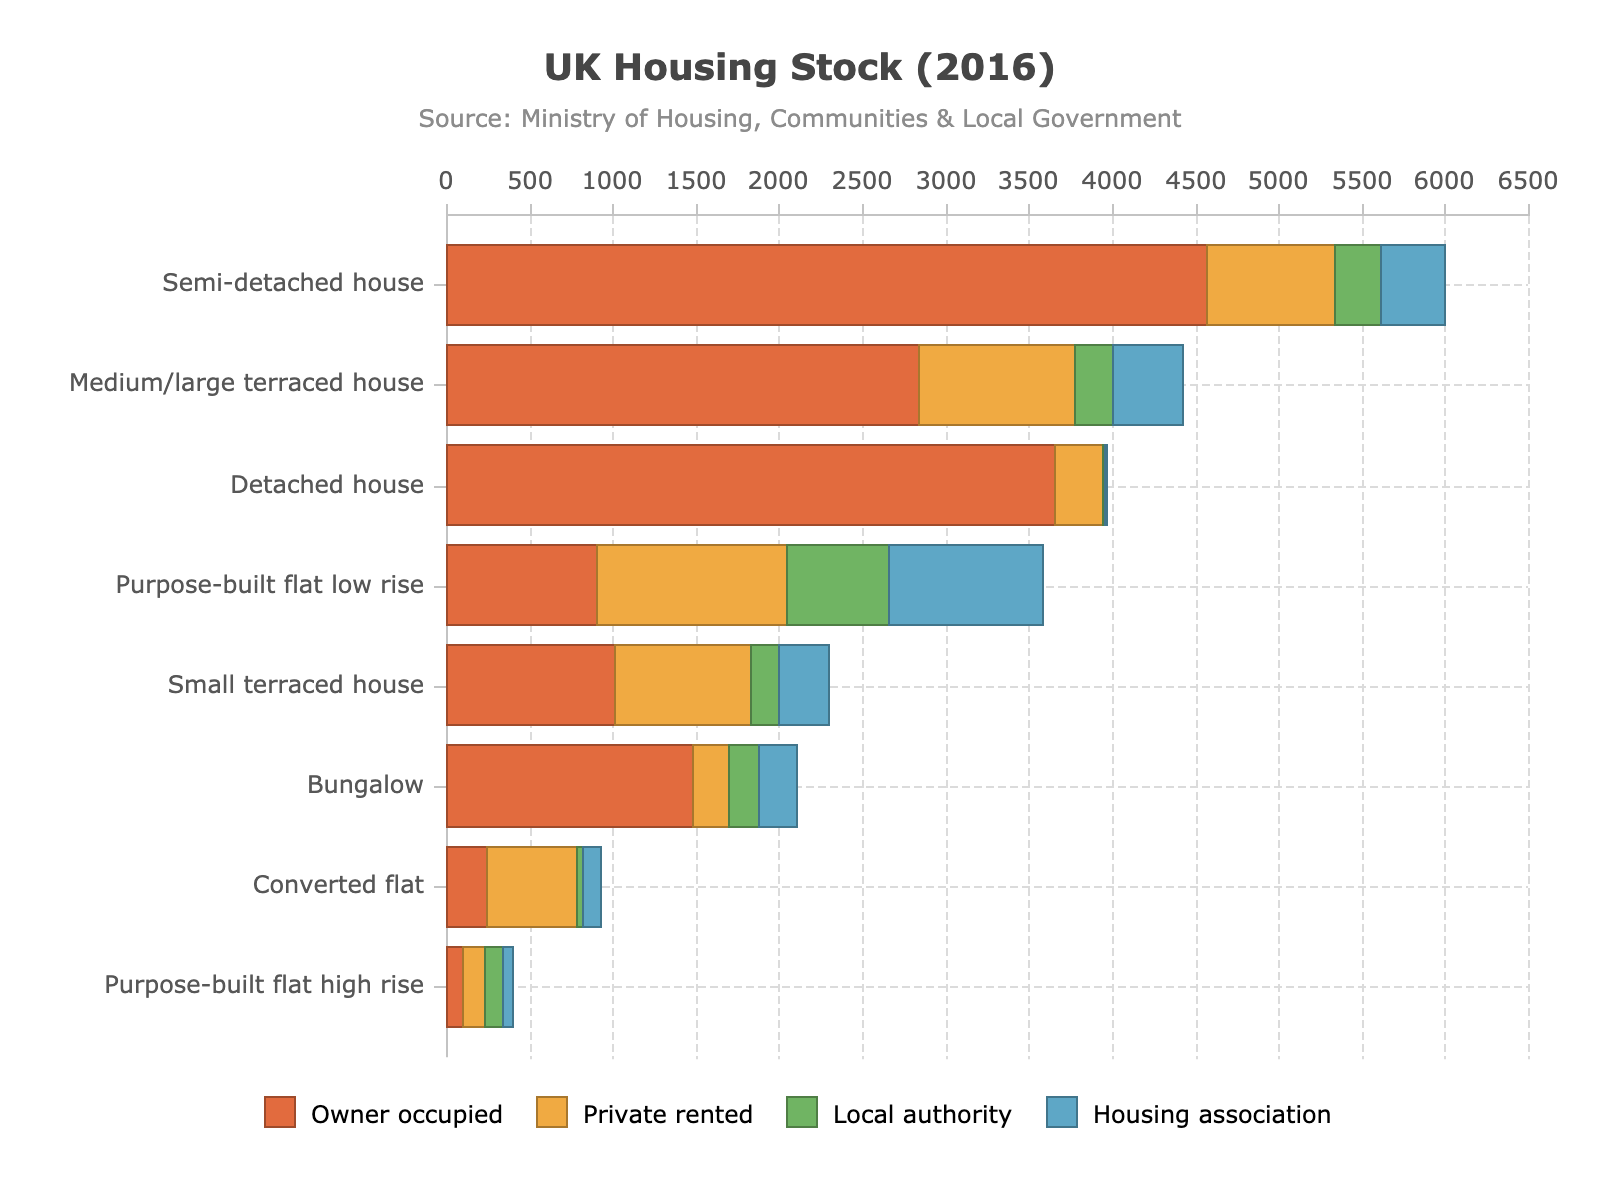 UK Housing Stock (2016)
Source: Ministry of Housing, Communities & Local Government
0 500 1000 1500 2000 2500 3000 3500 4000 4500 5000 5500 6000 6500
Semi-detached house
Medium/large terraced house
Detached house
Purpose-built flat low rise
Small terraced house
Bungalow
Converted flat
Purpose-built flat high rise
Owner occupied Private rented Local authority Housing association